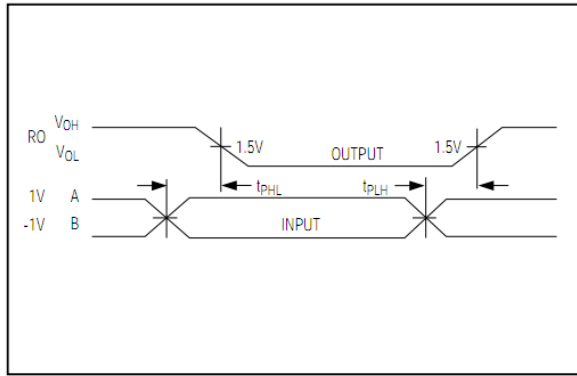 RO VOH
VOL
1.5V OUTPUT 1.5V
tPHL tPLH
1V A
-1V B INPUT